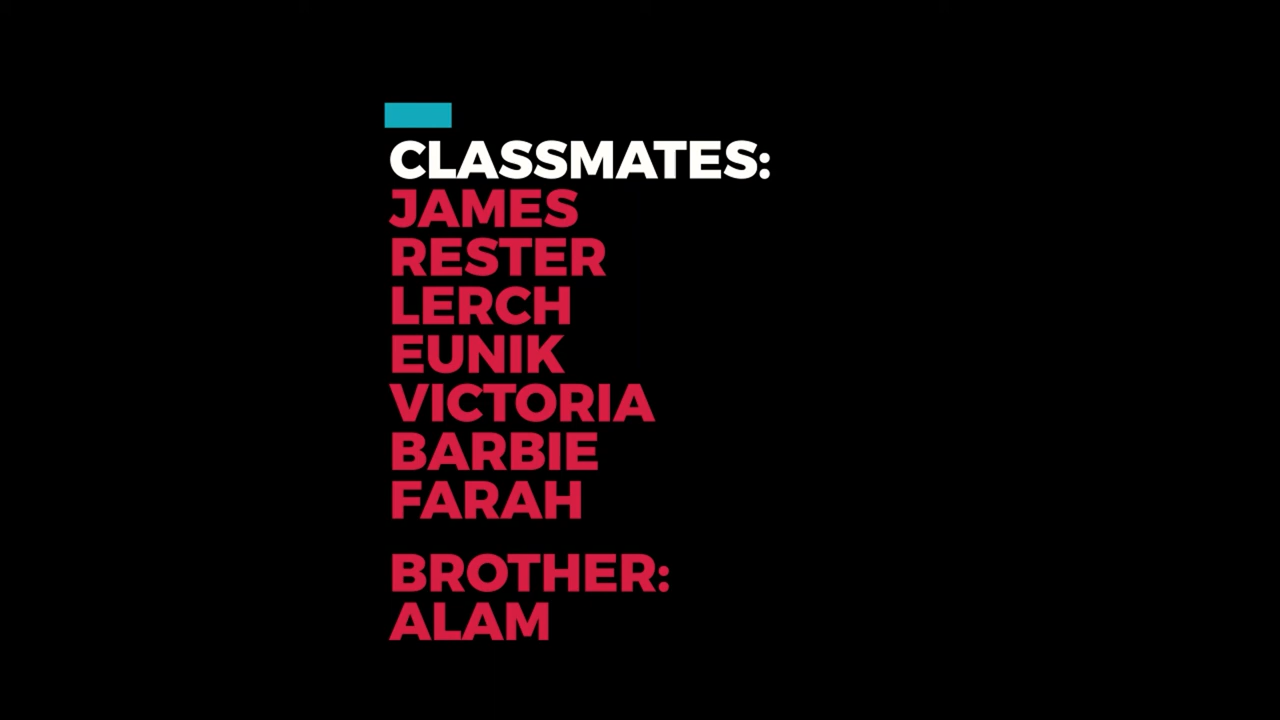 CLASSMATES:
JAMES
RESTER
LERCH
EUNIK
VICTORIA
BARBIE
FARAH
BROTHER:
ALAM